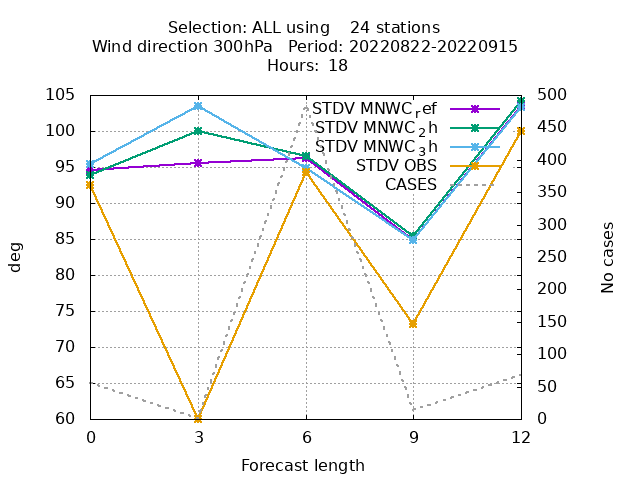 Selection: ALL using    24 stations
Wind direction 300hPa   Period: 20220822-20220915
Hours: 18
105
100
95
90
85
80
75
70
65
60
500
450
400
350
300
250
200
150
100
50
0
STDV MNWC_ref
STDV MNWC_2h
STDV MNWC_3h
STDV OBS
CASES
deg
No cases
0 3 6 9 12
Forecast length